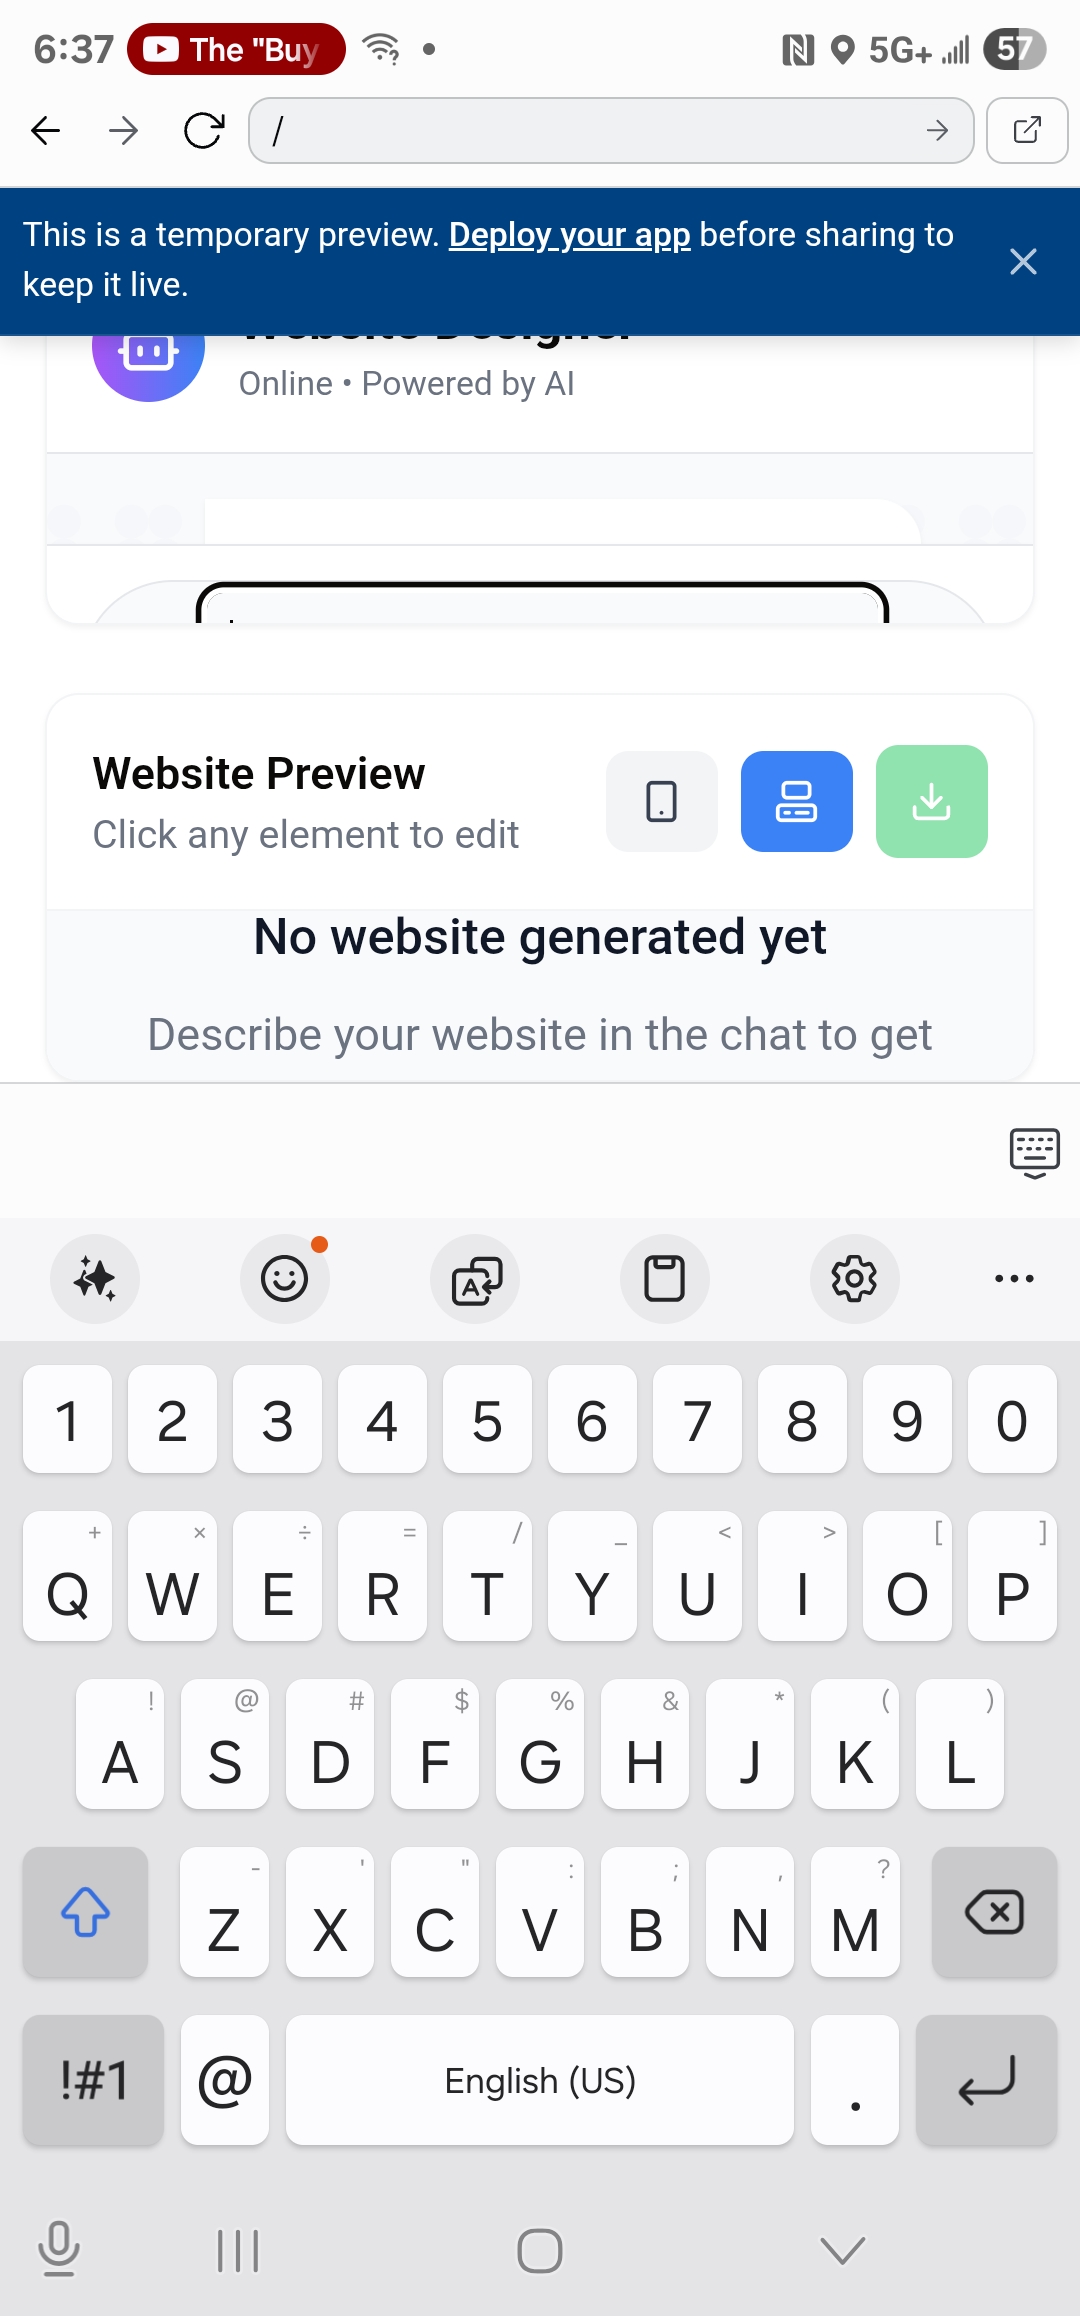 6:37
The "Buy
5G+
57
/
This is a temporary preview. Deploy your app before sharing to
keep it live.
Website Designer
Online • Powered by AI
Website Preview
Click any element to edit
No website generated yet
Describe your website in the chat to get
1 2 3 4 5 6 7 8 9 0
+ × ÷ = / _ < > [ ]
Q W E R T Y U I O P
! @ # $ % & * ( )
A S D F G H J K L
- ' " : ; , ?
Z X C V B N M
!#1 @ English (US) .